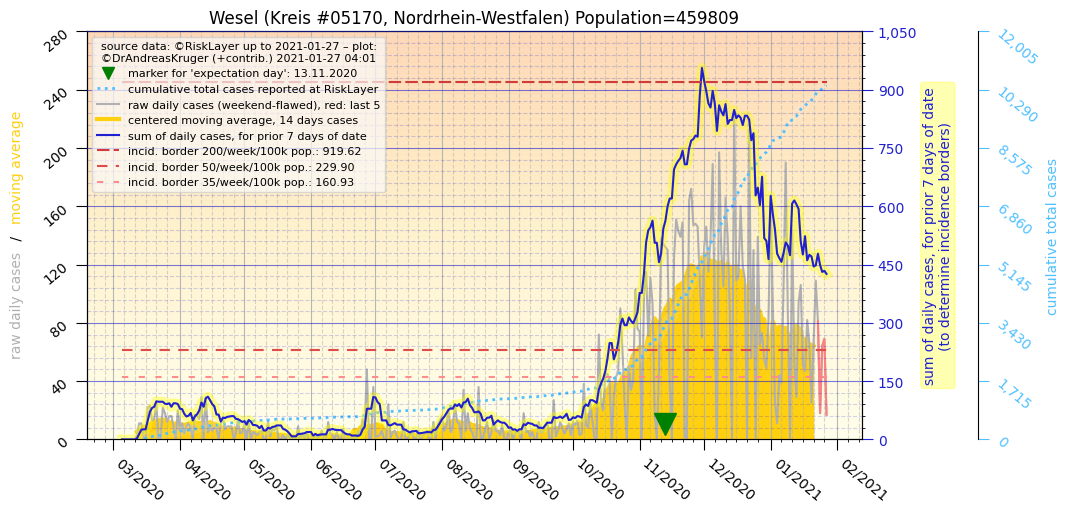 Wesel (Kreis #05170, Nordrhein-Westfalen) Population=459809
source data: ©RiskLayer up to 2021-01-27 – plot:
©DrAndreasKruger (+contrib.) 2021-01-27 04:01
marker for 'expectation day': 13.11.2020
cumulative total cases reported at RiskLayer
raw daily cases (weekend-flawed), red: last 5
centered moving average, 14 days cases
sum of daily cases, for prior 7 days of date
incid. border 200/week/100k pop.: 919.62
incid. border 50/week/100k pop.: 229.90
incid. border 35/week/100k pop.: 160.93
raw daily cases / moving average
280
240
200
160
120
80
40
0
03/2020
04/2020
05/2020
06/2020
07/2020
08/2020
09/2020
10/2020
11/2020
12/2020
01/2021
02/2021
1,050
900
750
600
450
300
150
0
sum of daily cases, for prior 7 days of date
(to determine incidence borders)
12,005
10,290
8,575
6,860
5,145
3,430
1,715
0
cumulative total cases